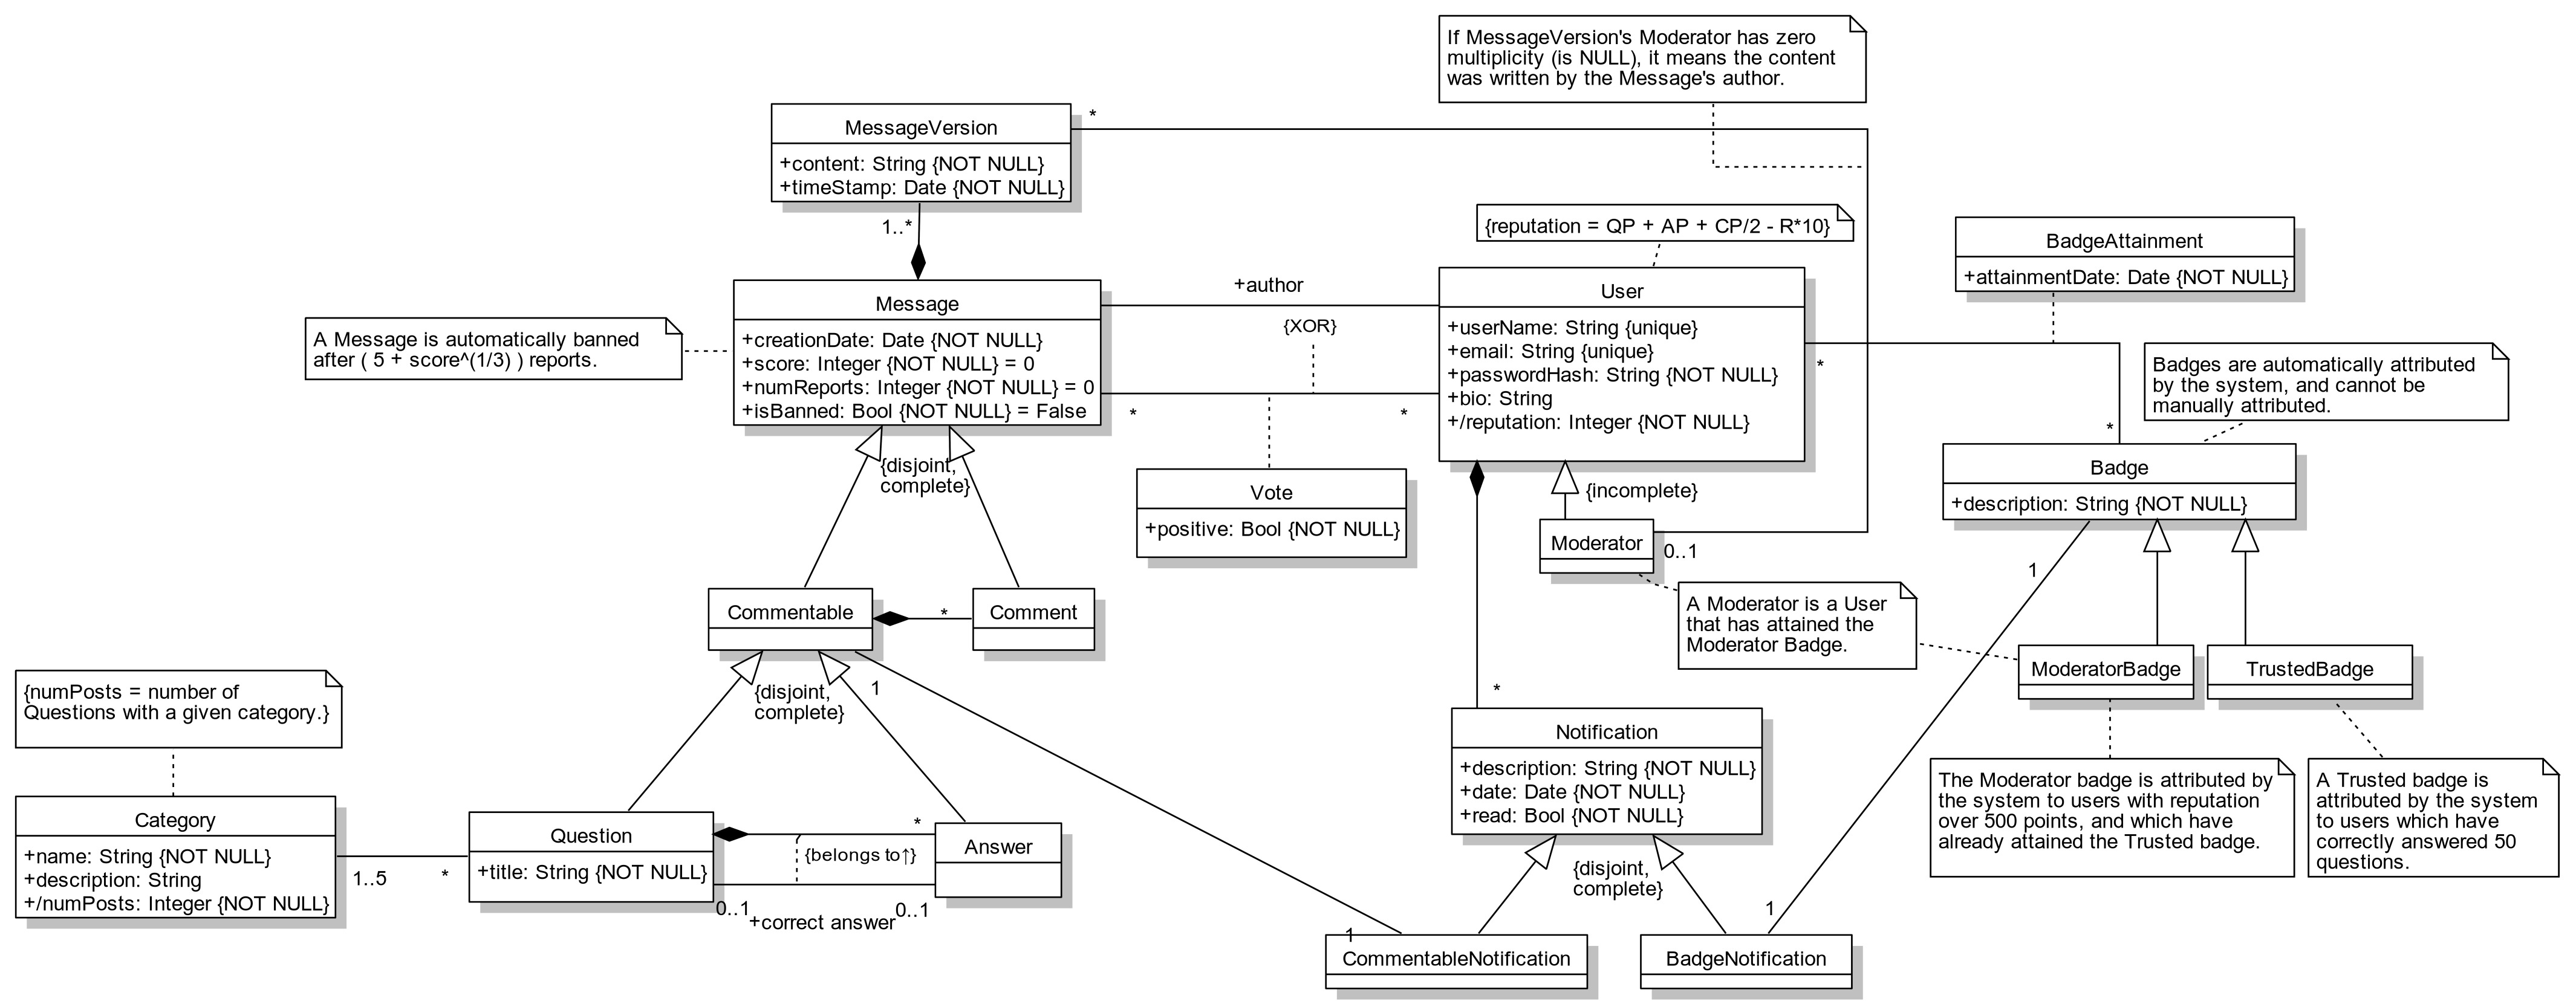 If MessageVersion's Moderator has zero
multiplicity (is NULL), it means the content
was written by the Message's author.
MessageVersion
+content: String {NOT NULL}
+timeStamp: Date {NOT NULL}
*
1..*
{reputation = QP + AP + CP/2 - R*10}
BadgeAttainment
+attainmentDate: Date {NOT NULL}
A Message is automatically banned
after ( 5 + score^(1/3) ) reports.
Message
+creationDate: Date {NOT NULL}
+score: Integer {NOT NULL} = 0
+numReports: Integer {NOT NULL} = 0
+isBanned: Bool {NOT NULL} = False
+author
{XOR}
*
*
User
+userName: String {unique}
+email: String {unique}
+passwordHash: String {NOT NULL}
+bio: String
+/reputation: Integer {NOT NULL}
*
*
Badges are automatically attributed
by the system, and cannot be
manually attributed.
{disjoint,
complete}
Vote
+positive: Bool {NOT NULL}
{incomplete}
Moderator
0..1
Badge
+description: String {NOT NULL}
1
Commentable
*
Comment
A Moderator is a User
that has attained the
Moderator Badge.
ModeratorBadge
TrustedBadge
{numPosts = number of
Questions with a given category.}
{disjoint,
complete}
1
*
Notification
+description: String {NOT NULL}
+date: Date {NOT NULL}
+read: Bool {NOT NULL}
The Moderator badge is attributed by
the system to users with reputation
over 500 points, and which have
already attained the Trusted badge.
A Trusted badge is
attributed by the system
to users which have
correctly answered 50
questions.
Category
+name: String {NOT NULL}
+description: String
+/numPosts: Integer {NOT NULL}
1..5
*
Question
+title: String {NOT NULL}
*
{belongs to↑}
0..1
+correct answer
0..1
Answer
{disjoint,
complete}
1
1
CommentableNotification
BadgeNotification